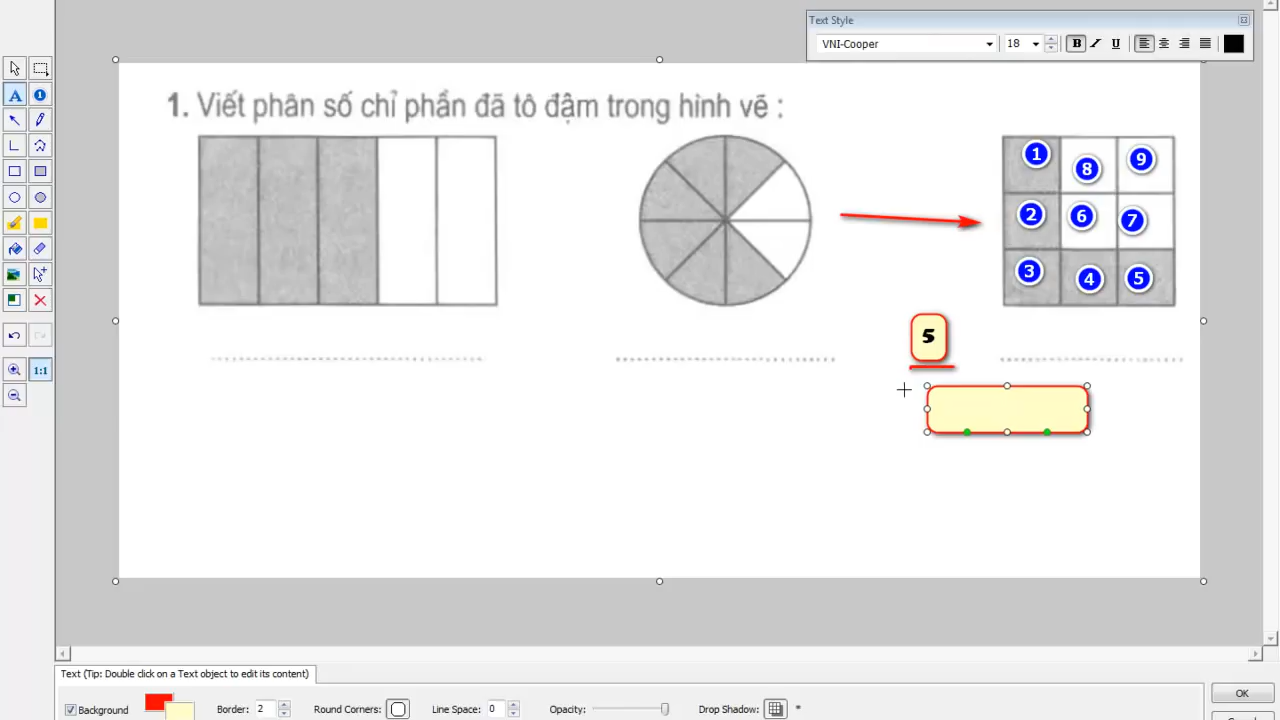 Text Style
VNI-Cooper 18 B U
1. Viết phân số chỉ phần đã tô đậm trong hình vẽ :
1 8 9
2 6 7
3 4 5
5
A
1
1:1
Text (Tip: Double click on a Text object to edit its content)
OK
Background Border: 2 Round Corners: Line Space: 0 Opacity: Drop Shadow: